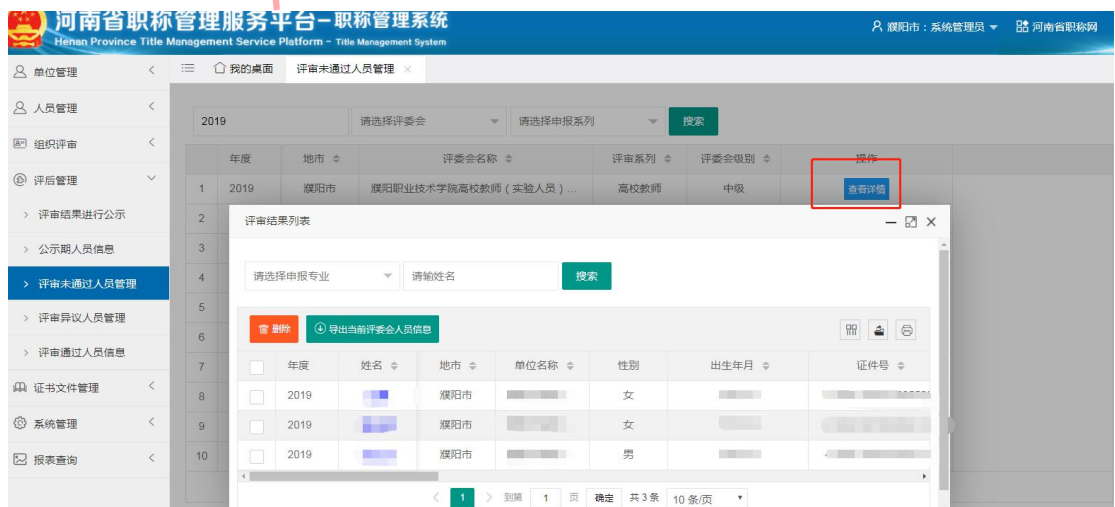 河南省职称管理服务平台-职称管理系统
Henan Province Title Management Service Platform - Title Management System
濮阳市：系统管理员
河南省职称网
单位管理
我的桌面
评审未通过人员管理
人员管理
2019
请选择评委会
请选择申报系列
搜索
组织评审
年度
地市
评委会名称
评审系列
评委会级别
操作
评后管理
1
2019
濮阳市
濮阳职业技术学院高校教师（实验人员）...
高校教师
中级
查看详情
> 评审结果进行公示
2
评审结果列表
> 公示期人员信息
3
> 评审未通过人员管理
4
请选择申报专业
请输姓名
搜索
> 评审异议人员管理
5
删除
导出当前评委会人员信息
6
> 评审通过人员信息
7
年度
姓名
地市
单位名称
性别
出生年月
证件号
证书文件管理
8
2019
濮阳市
女
系统管理
9
2019
濮阳市
女
报表查询
10
2019
濮阳市
男
1
到第 1 页 确定 共 3 条 10 条/页